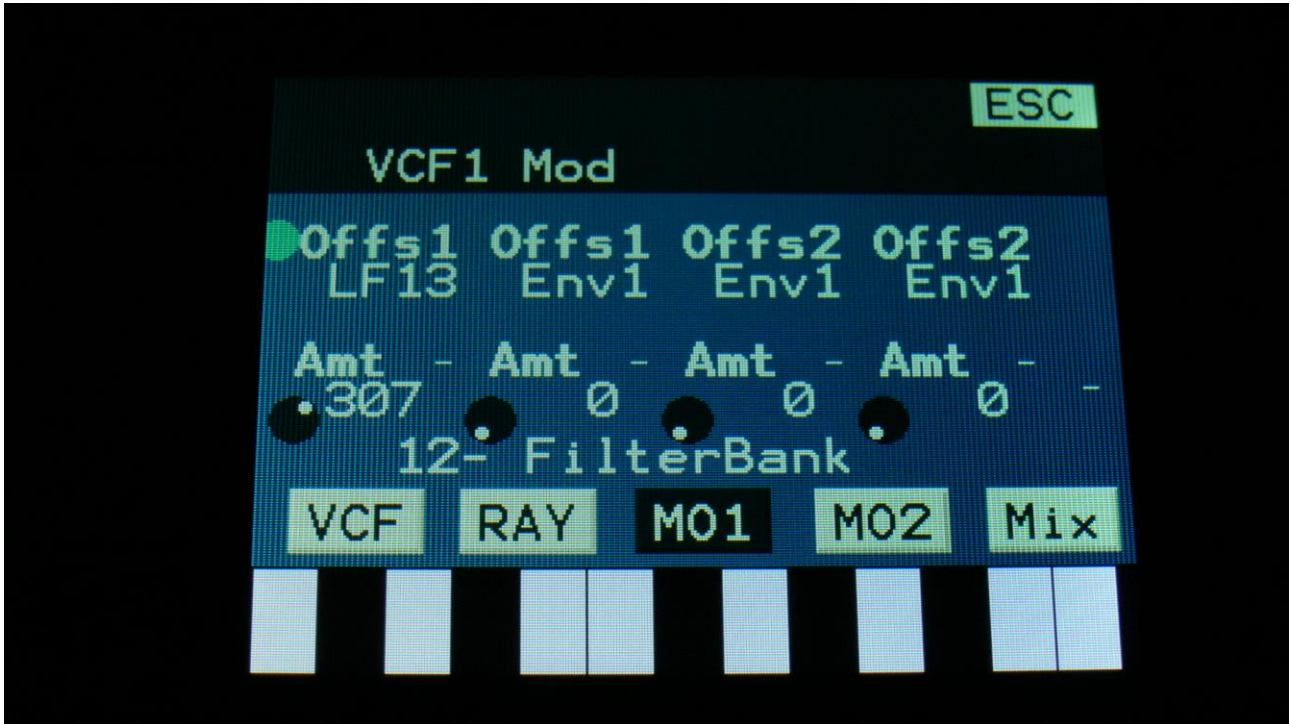 ESC
VCF1 Mod
Offs1 Offs1 Offs2 Offs2
LF13 Env1 Env1 Env1
Amt - Amt - Amt - Amt -
307 0 0 0 -
12- FilterBank
VCF RAY MO1 MO2 Mix